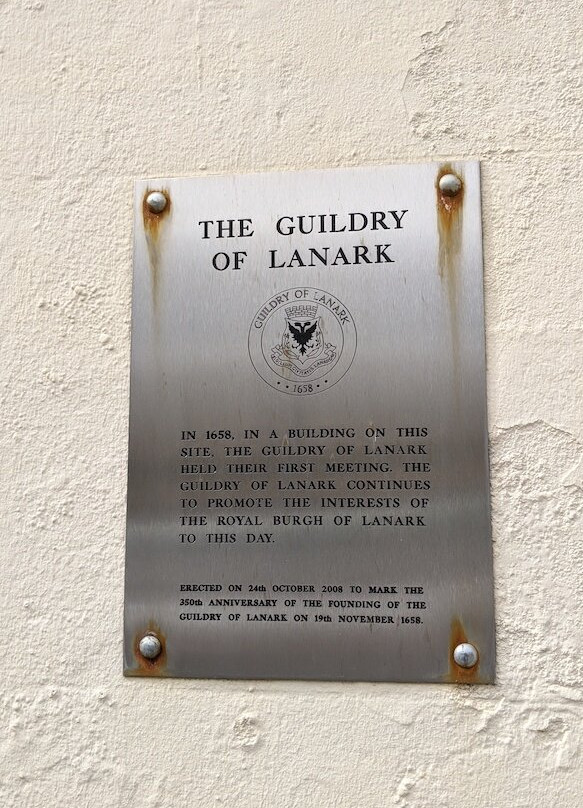 THE GUILDRY
OF LANARK
GUILDRY OF LANARK
• • 1658 • •
IN 1658, IN A BUILDING ON THIS
SITE, THE GUILDRY OF LANARK
HELD THEIR FIRST MEETING. THE
GUILDRY OF LANARK CONTINUES
TO PROMOTE THE INTERESTS OF
THE ROYAL BURGH OF LANARK
TO THIS DAY.
ERECTED ON 24th OCTOBER 2008 TO MARK THE
350th ANNIVERSARY OF THE FOUNDING OF THE
GUILDRY OF LANARK ON 19th NOVEMBER 1658.